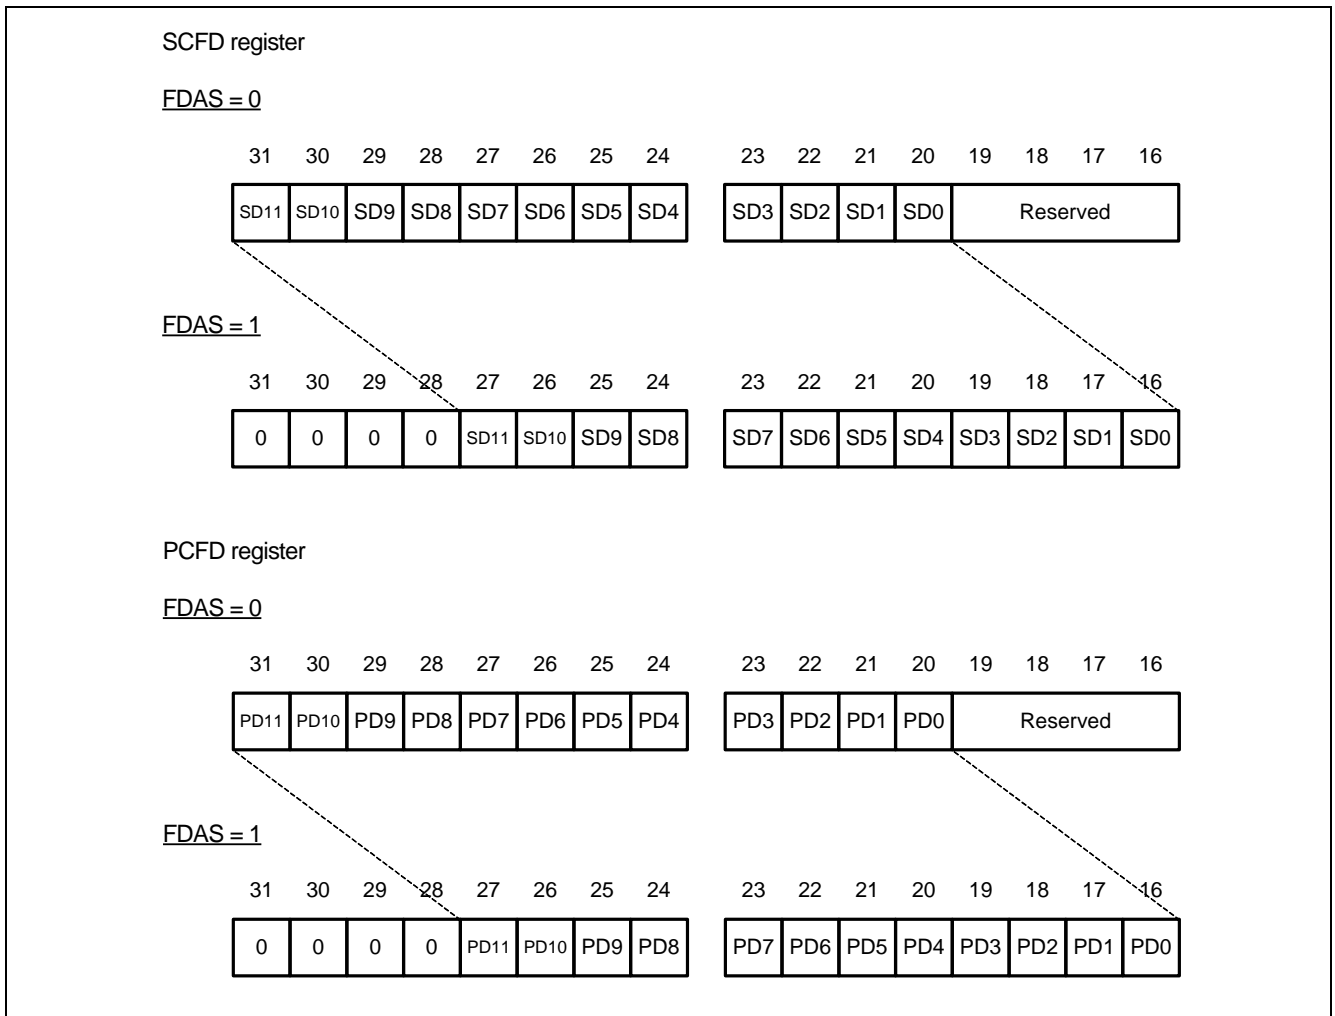 SCFD register
FDAS = 0
31 30 29 28 27 26 25 24 23 22 21 20 19 18 17 16
SD11 SD10 SD9 SD8 SD7 SD6 SD5 SD4 SD3 SD2 SD1 SD0 Reserved
FDAS = 1
31 30 29 28 27 26 25 24 23 22 21 20 19 18 17 16
0 0 0 0 SD11 SD10 SD9 SD8 SD7 SD6 SD5 SD4 SD3 SD2 SD1 SD0
PCFD register
FDAS = 0
31 30 29 28 27 26 25 24 23 22 21 20 19 18 17 16
PD11 PD10 PD9 PD8 PD7 PD6 PD5 PD4 PD3 PD2 PD1 PD0 Reserved
FDAS = 1
31 30 29 28 27 26 25 24 23 22 21 20 19 18 17 16
0 0 0 0 PD11 PD10 PD9 PD8 PD7 PD6 PD5 PD4 PD3 PD2 PD1 PD0